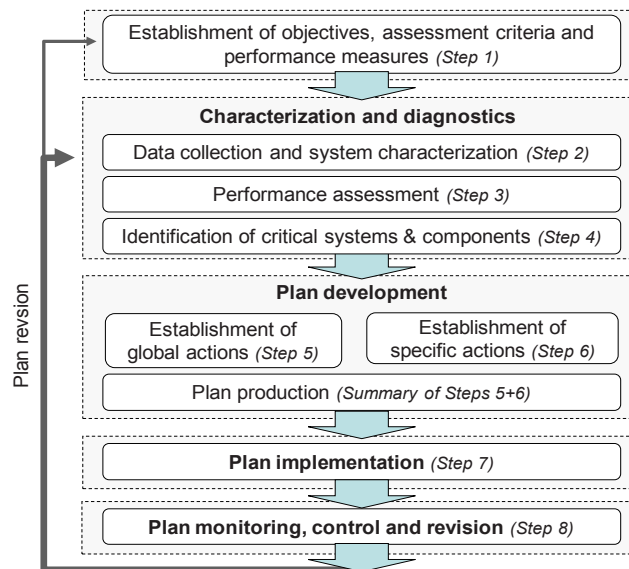 Establishment of objectives, assessment criteria and
performance measures (Step 1)
Characterization and diagnostics
Data collection and system characterization (Step 2)
Performance assessment (Step 3)
Identification of critical systems & components (Step 4)
Plan development
Establishment of
global actions (Step 5)
Establishment of
specific actions (Step 6)
Plan production (Summary of Steps 5+6)
Plan implementation (Step 7)
Plan monitoring, control and revision (Step 8)
Plan revsion